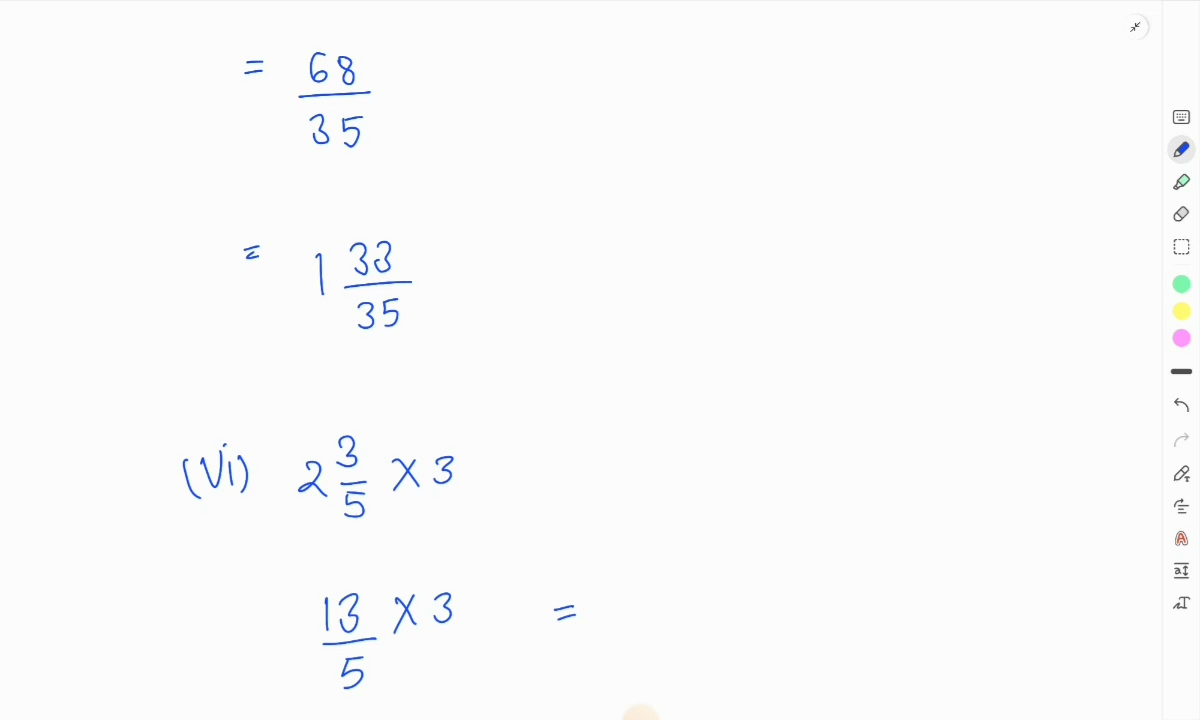 = 68/35
= 1 33/35
(Vi) 2 3/5 × 3
13/5 × 3 =